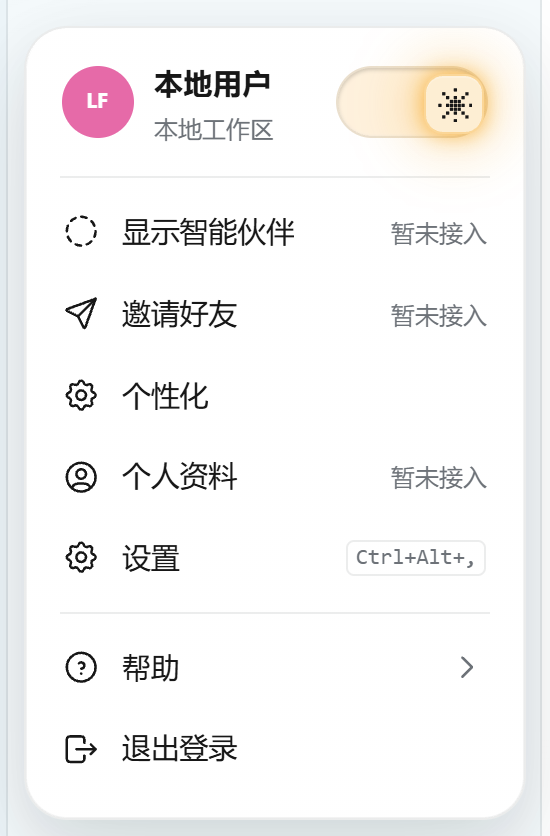 LF
本地用户
本地工作区
显示智能伙伴 暂未接入
邀请好友 暂未接入
个性化
个人资料 暂未接入
设置 Ctrl+Alt+,
帮助
退出登录